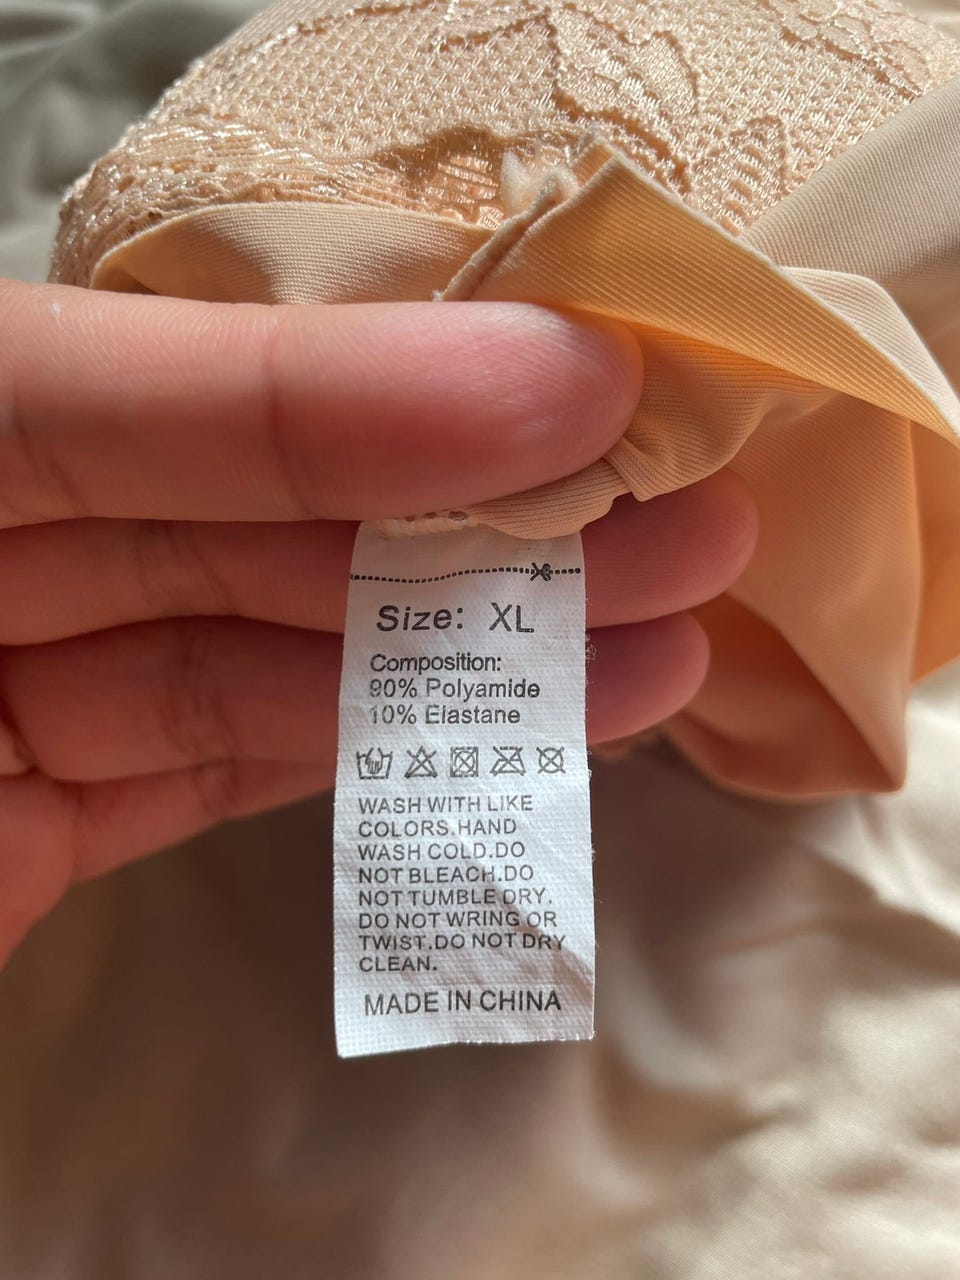 Size: XL
Composition:
90% Polyamide
10% Elastane
WASH WITH LIKE
COLORS.HAND
WASH COLD.DO
NOT BLEACH.DO
NOT TUMBLE DRY.
DO NOT WRING OR
TWIST.DO NOT DRY
CLEAN.
MADE IN CHINA